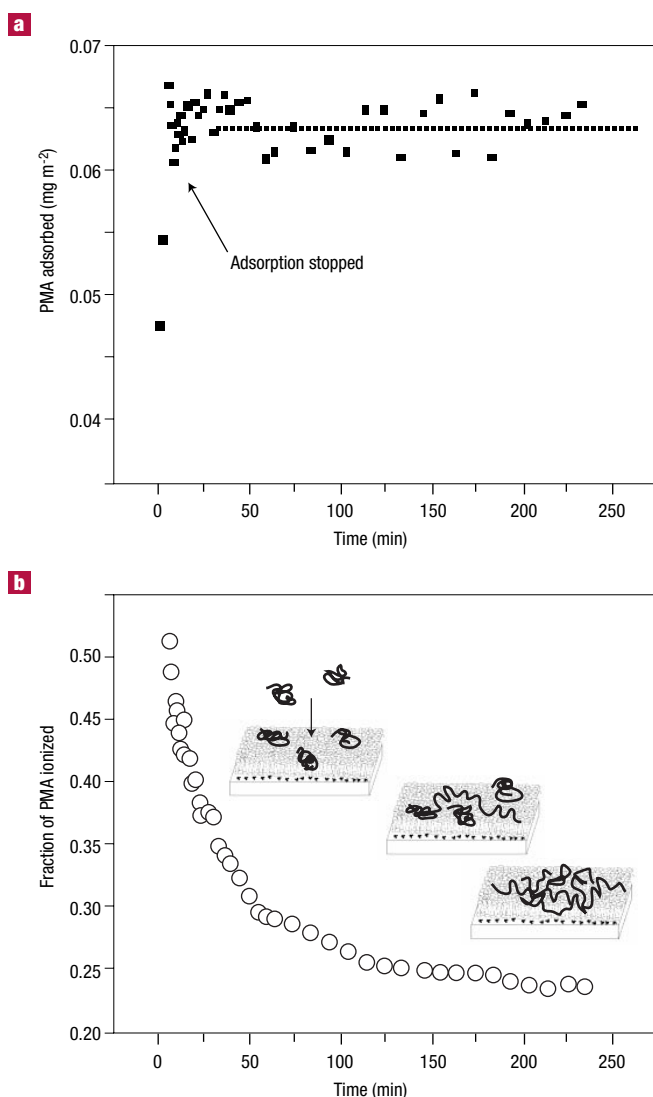 a
0.07
0.06
0.05
0.04
PMA adsorbed (mg m⁻²)
Adsorption stopped
0 50 100 150 200 250
Time (min)
b
0.50
0.45
0.40
0.35
0.30
0.25
0.20
Fraction of PMA ionized
0 50 100 150 200 250
Time (min)